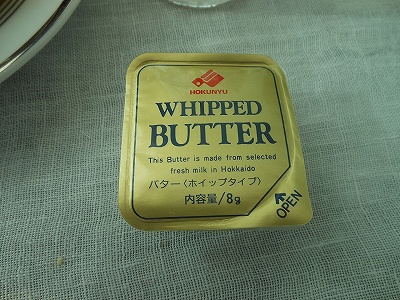 HOKUNYU
WHIPPED
BUTTER
This Butter is made from selected
fresh milk in Hokkaido
バター〈ホイップタイプ〉
内容量/8g
OPEN